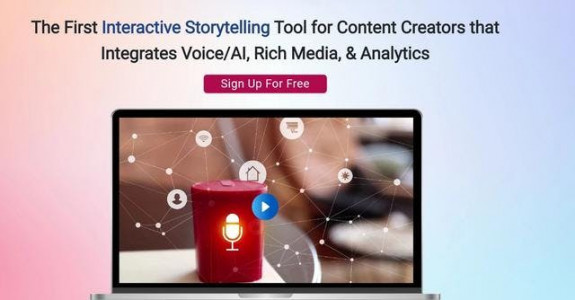 The First Interactive Storytelling Tool for Content Creators that
Integrates Voice/AI, Rich Media, & Analytics
Sign Up For Free